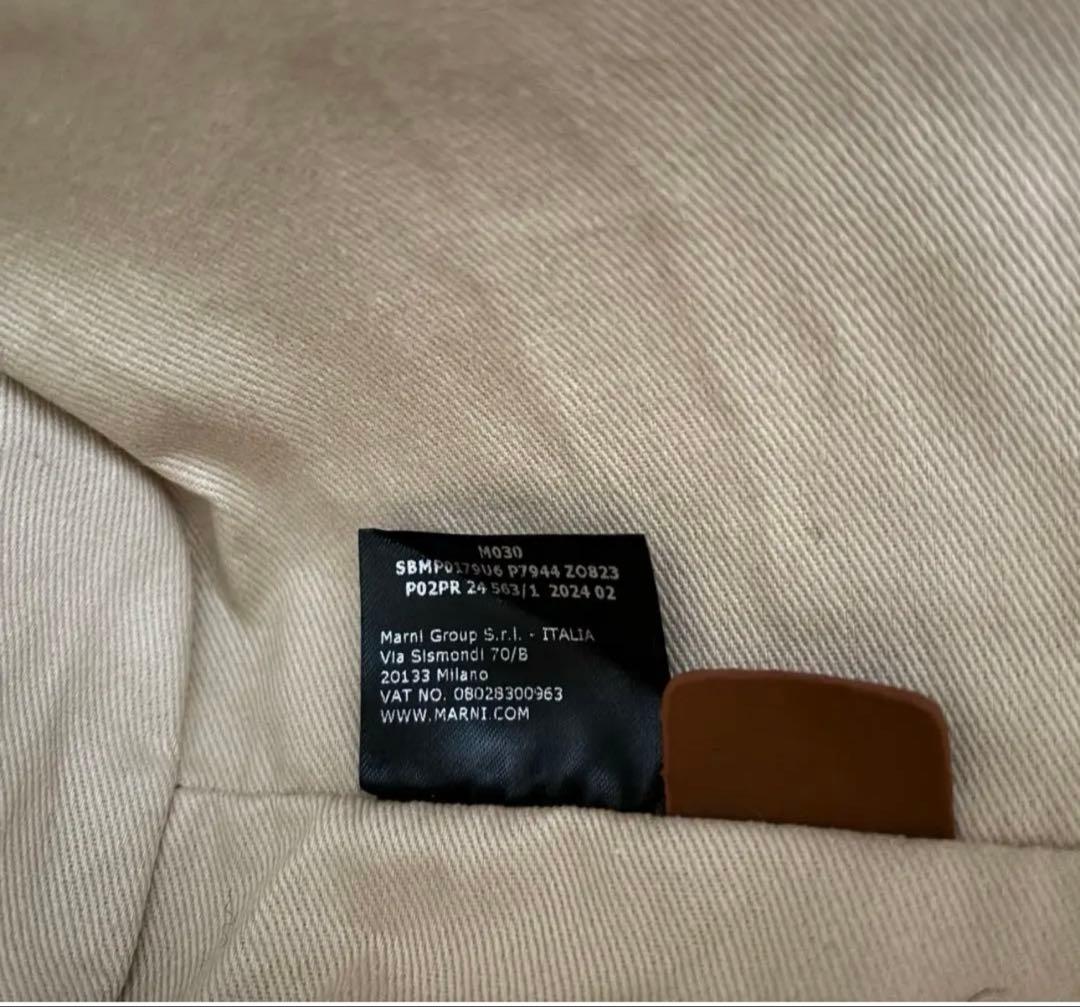 M030
SBMP0179U6 P7944 ZO823
P02PR 24 563/1 2024 02
Marni Group S.r.l. - ITALIA
Via Sismondi 70/B
20133 Milano
VAT NO. 08028300963
WWW.MARNI.COM